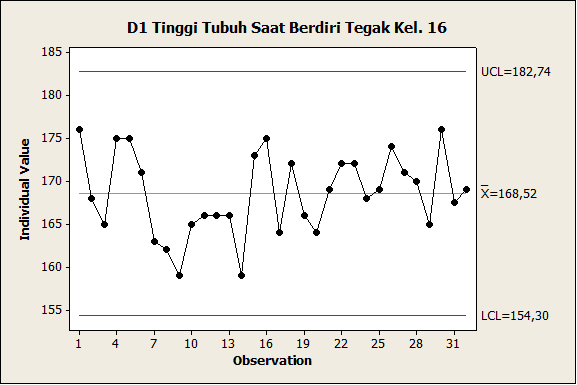 D1 Tinggi Tubuh Saat Berdiri Tegak Kel. 16
Individual Value
185
180
175
170
165
160
155
UCL=182,74
X̅=168,52
LCL=154,30
1 4 7 10 13 16 19 22 25 28 31
Observation